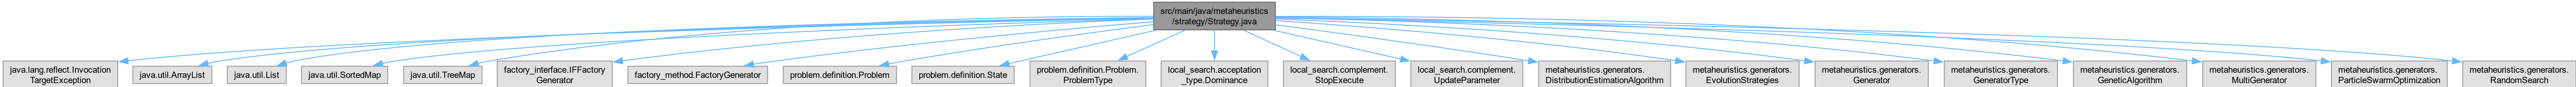 src/main/java/metaheuristics
/strategy/Strategy.java
java.lang.reflect.Invocation
TargetException
java.util.ArrayList
java.util.List
java.util.SortedMap
java.util.TreeMap
factory_interface.IFFactory
Generator
factory_method.FactoryGenerator
problem.definition.Problem
problem.definition.State
problem.definition.Problem.
ProblemType
local_search.acceptation
_type.Dominance
local_search.complement.
StopExecute
local_search.complement.
UpdateParameter
metaheuristics.generators.
DistributionEstimationAlgorithm
metaheuristics.generators.
EvolutionStrategies
metaheuristics.generators.
Generator
metaheuristics.generators.
GeneratorType
metaheuristics.generators.
GeneticAlgorithm
metaheuristics.generators.
MultiGenerator
metaheuristics.generators.
ParticleSwarmOptimization
metaheuristics.generators.
RandomSearch